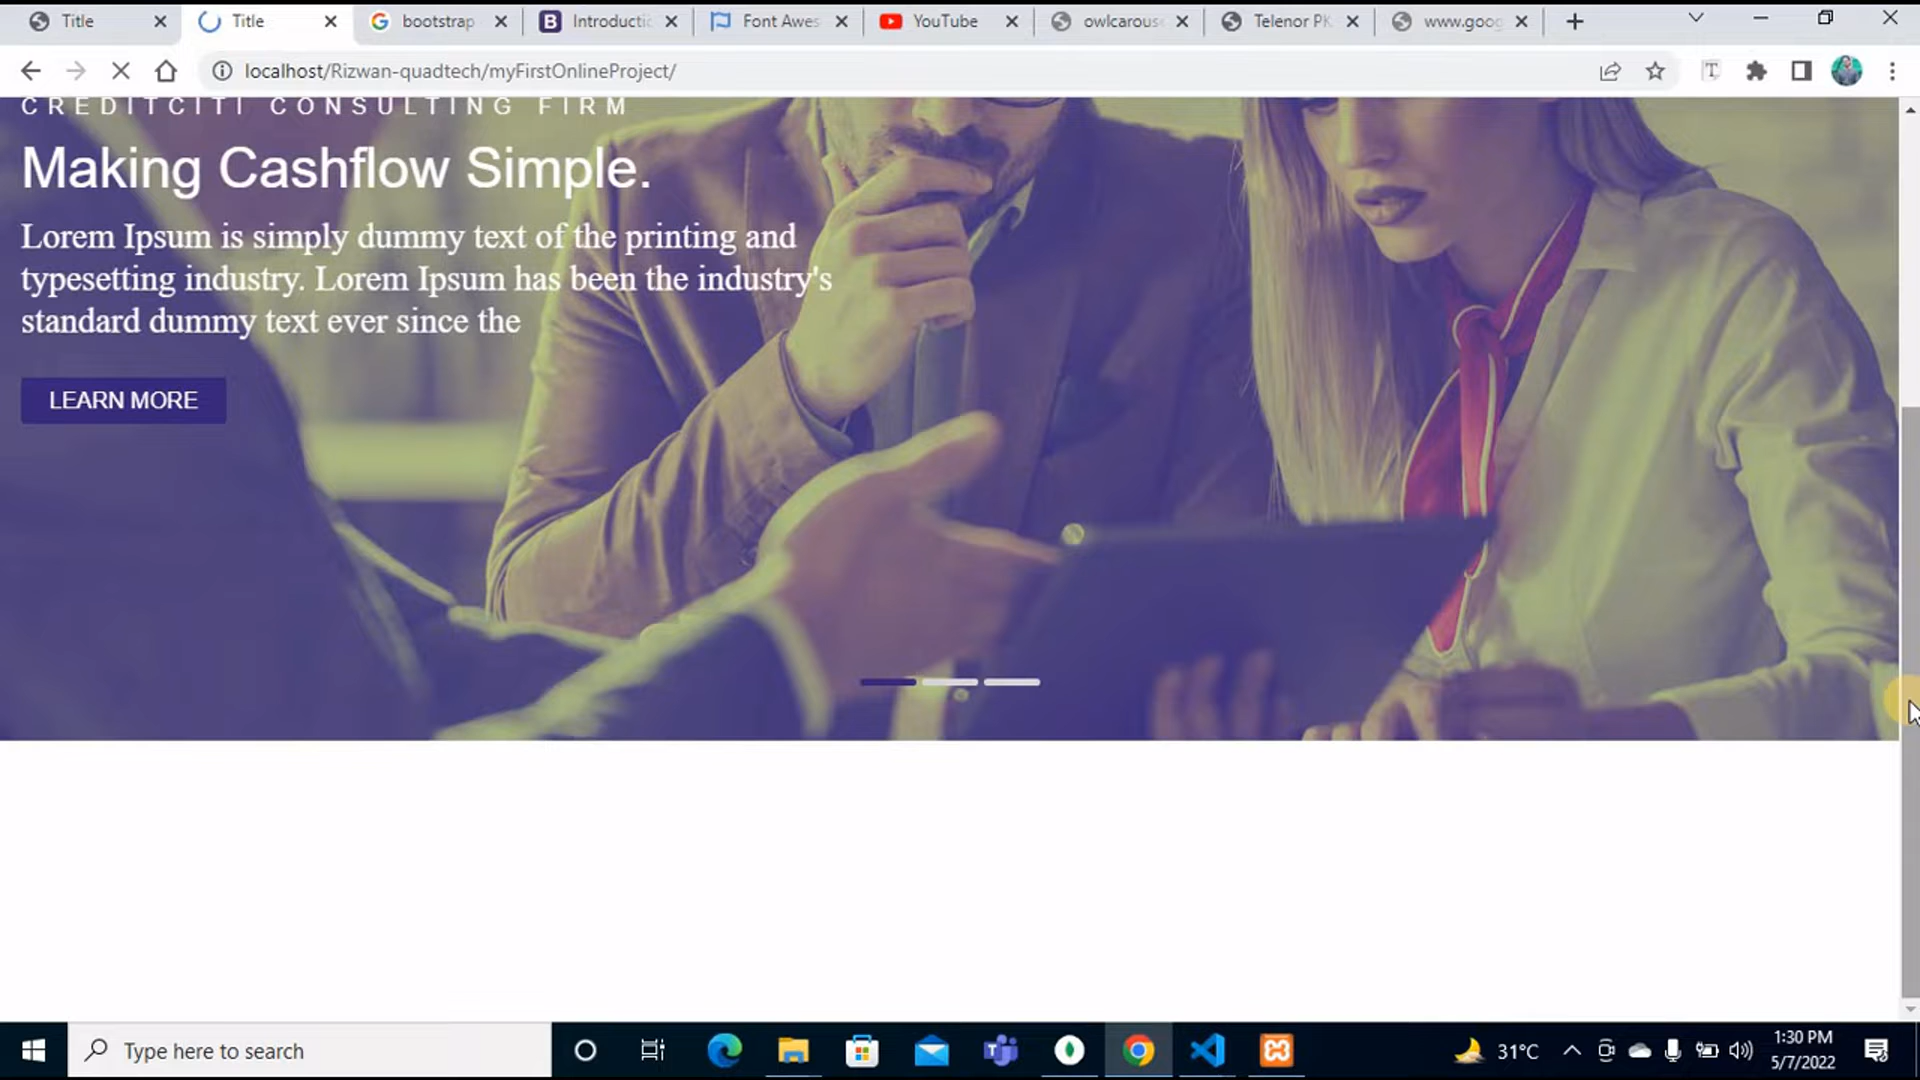 Title
Title
bootstrap
Introductio
Font Awes
YouTube
owlcarous
Telenor PK
www.goog
localhost/Rizwan-quadtech/myFirstOnlineProject/
CREDITCITI CONSULTING FIRM
Making Cashflow Simple.
Lorem Ipsum is simply dummy text of the printing and
typesetting industry. Lorem Ipsum has been the industry's
standard dummy text ever since the
LEARN MORE
Type here to search
31°C
1:30 PM
5/7/2022